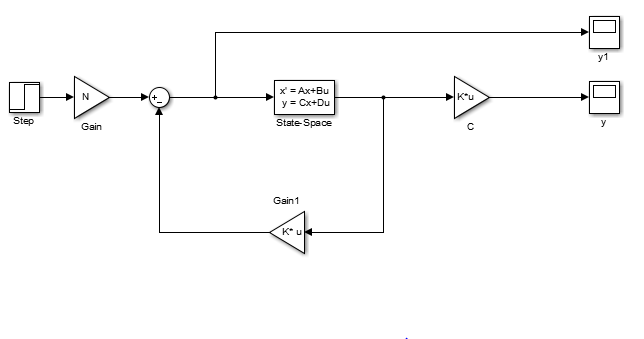 y1
N
+
-
x' = Ax+Bu
y = Cx+Du
K*u
Step
Gain
State-Space
C
y
Gain1
K* u